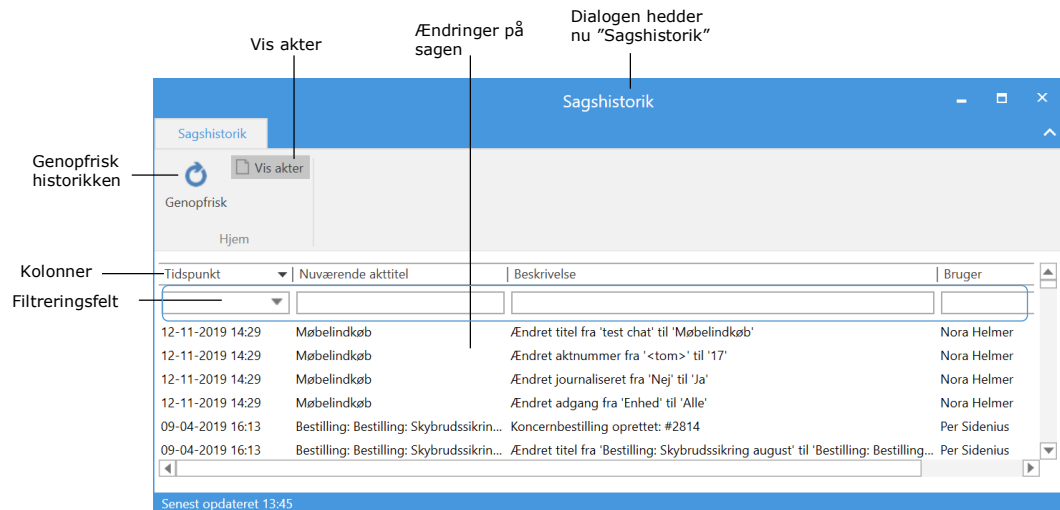 Dialogen hedder
nu ”Sagshistorik”
Ændringer på
sagen
Vis akter
Sagshistorik
Sagshistorik
Genopfrisk
historikken
Vis akter
Genopfrisk
Hjem
Kolonner
Tidspunkt Nuværende akttitel Beskrivelse Bruger
Filtreringsfelt
12-11-2019 14:29 Møbelindkøb Ændret titel fra 'test chat' til 'Møbelindkøb' Nora Helmer
12-11-2019 14:29 Møbelindkøb Ændret aktnummer fra '<tom>' til '17' Nora Helmer
12-11-2019 14:29 Møbelindkøb Ændret journaliseret fra 'Nej' til 'Ja' Nora Helmer
12-11-2019 14:29 Møbelindkøb Ændret adgang fra 'Enhed' til 'Alle' Nora Helmer
09-04-2019 16:13 Bestilling: Bestilling: Skybrudssikrin... Koncernbestilling oprettet: #2814 Per Sidenius
09-04-2019 16:13 Bestilling: Bestilling: Skybrudssikrin... Ændret titel fra 'Bestilling: Skybrudssikring august' til 'Bestilling: Bestilling... Per Sidenius
Senest opdateret 13:45